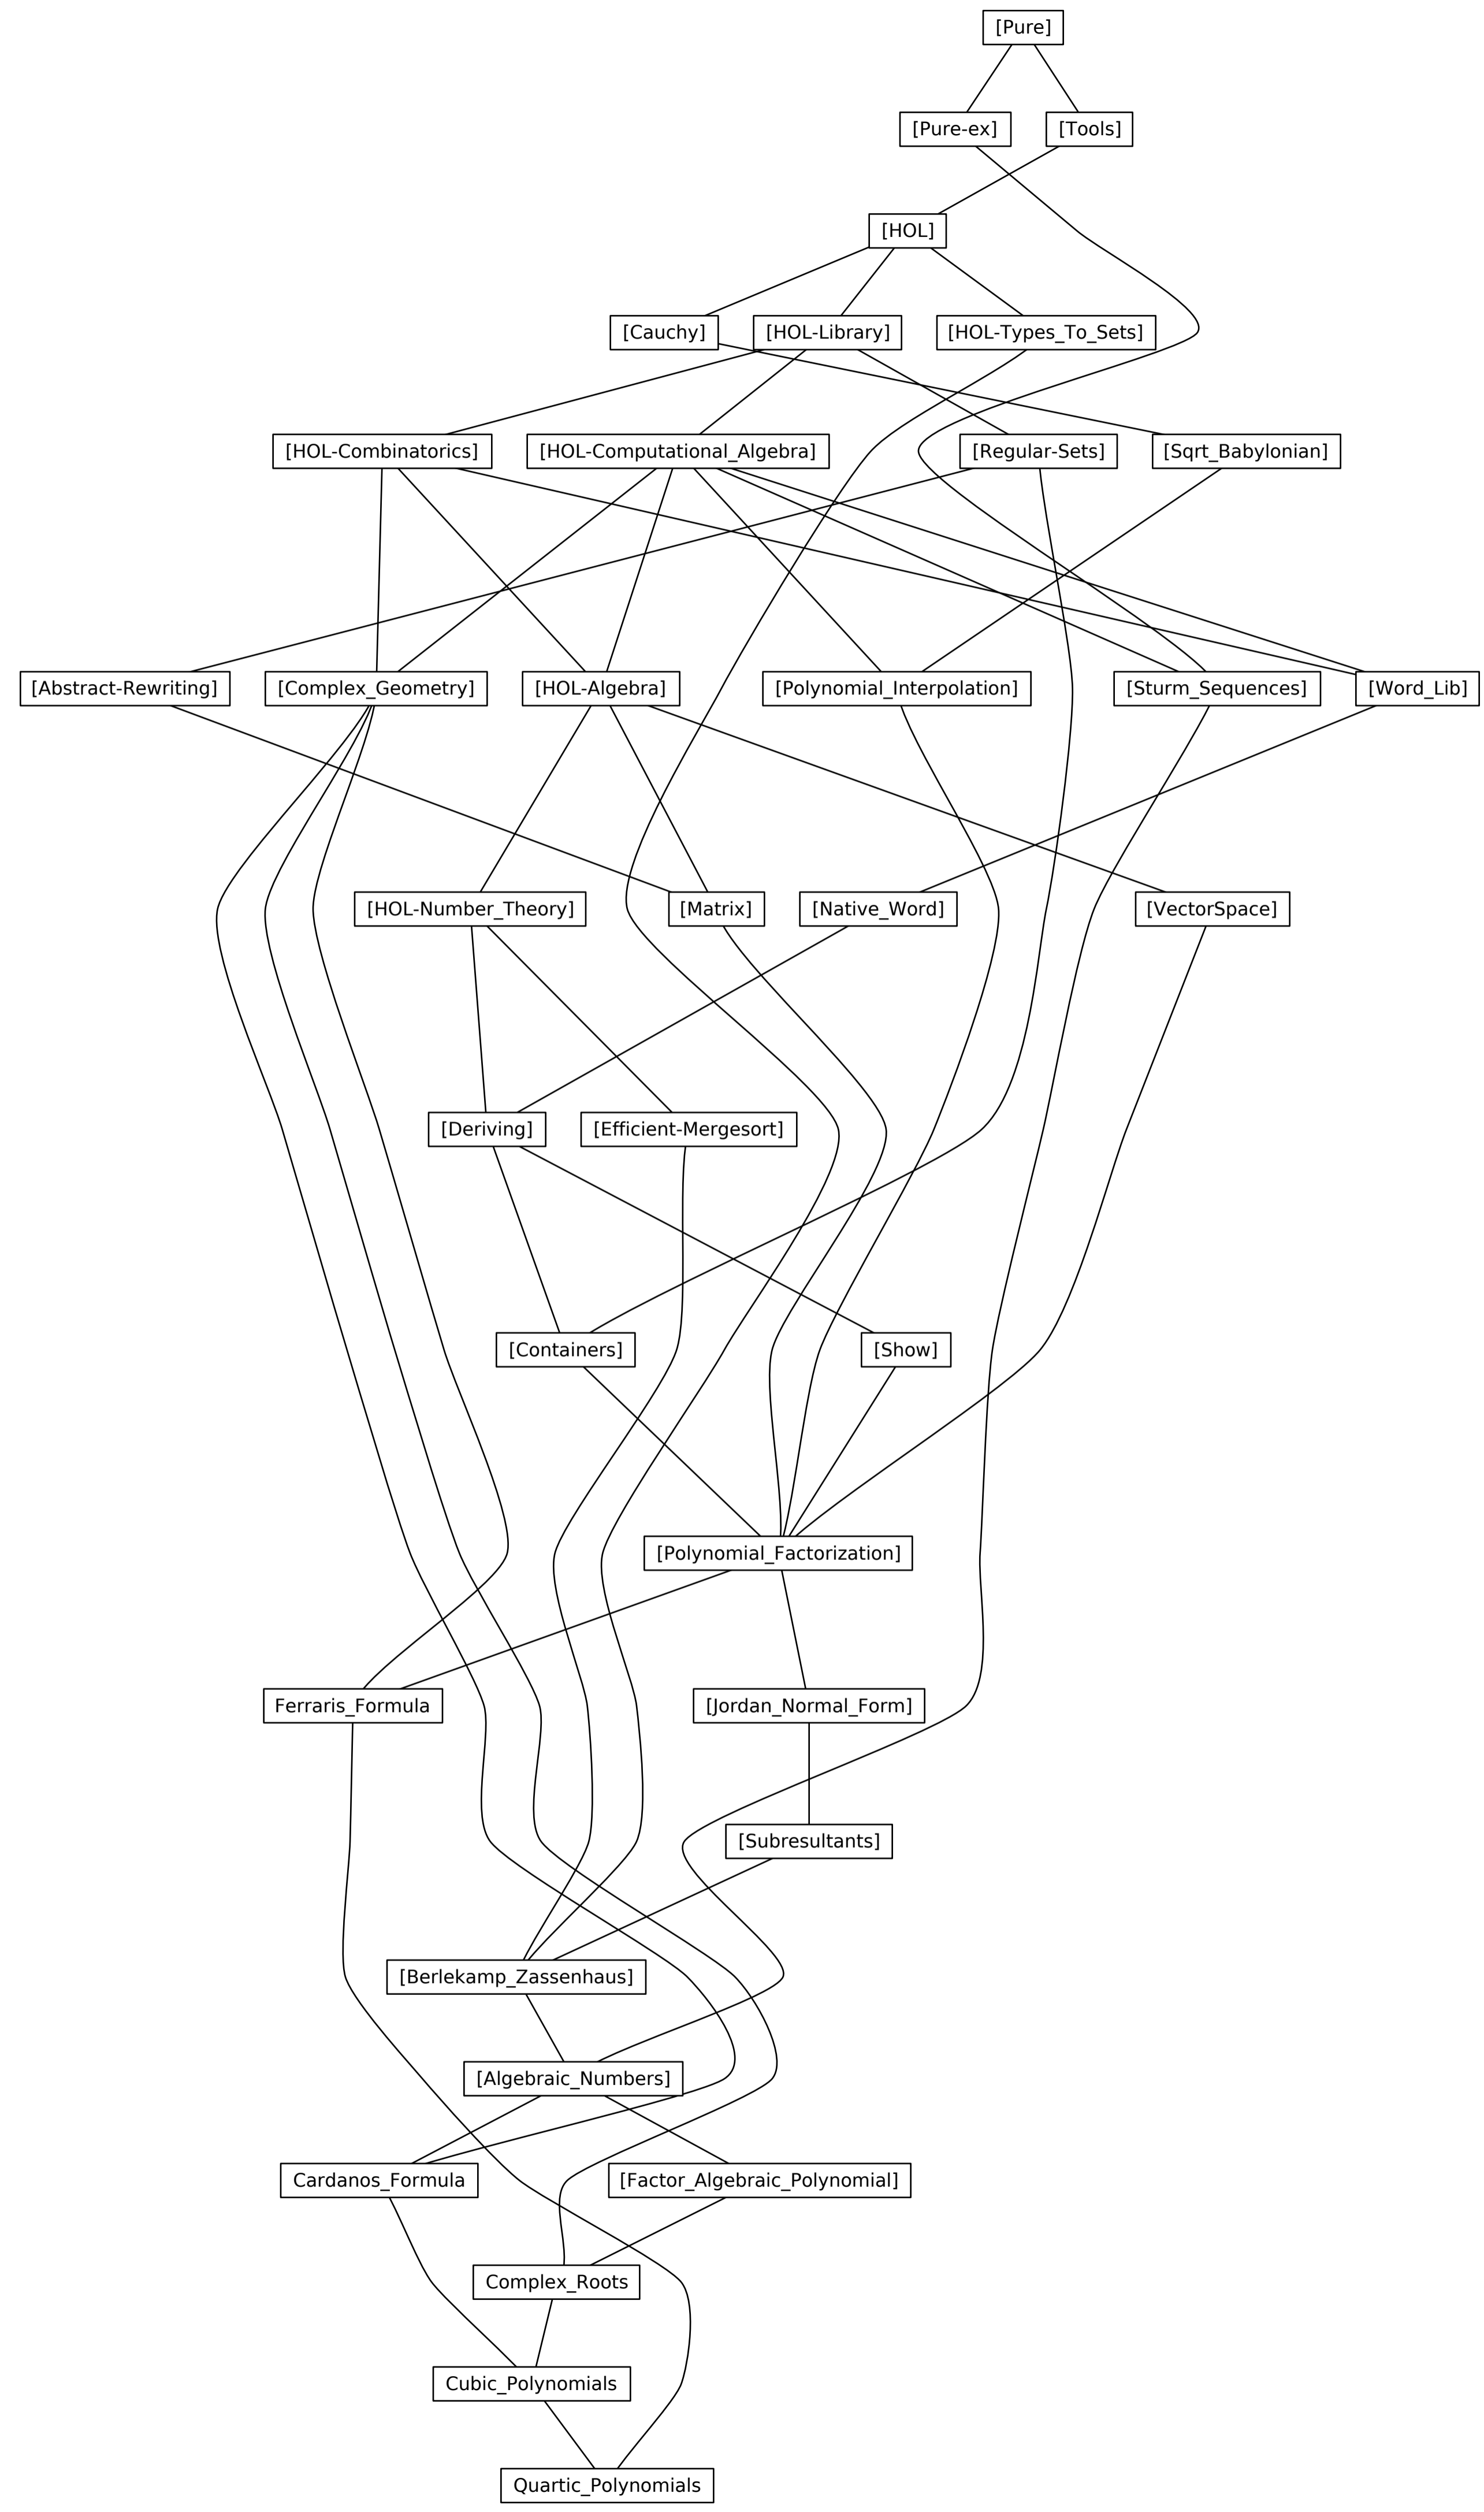 [Pure]
[Pure-ex]
[Tools]
[HOL]
[Cauchy]
[HOL-Library]
[HOL-Types_To_Sets]
[HOL-Combinatorics]
[HOL-Computational_Algebra]
[Regular-Sets]
[Sqrt_Babylonian]
[Abstract-Rewriting]
[Complex_Geometry]
[HOL-Algebra]
[Polynomial_Interpolation]
[Sturm_Sequences]
[Word_Lib]
[HOL-Number_Theory]
[Matrix]
[Native_Word]
[VectorSpace]
[Deriving]
[Efficient-Mergesort]
[Containers]
[Show]
[Polynomial_Factorization]
Ferraris_Formula
[Jordan_Normal_Form]
[Subresultants]
[Berlekamp_Zassenhaus]
[Algebraic_Numbers]
Cardanos_Formula
[Factor_Algebraic_Polynomial]
Complex_Roots
Cubic_Polynomials
Quartic_Polynomials